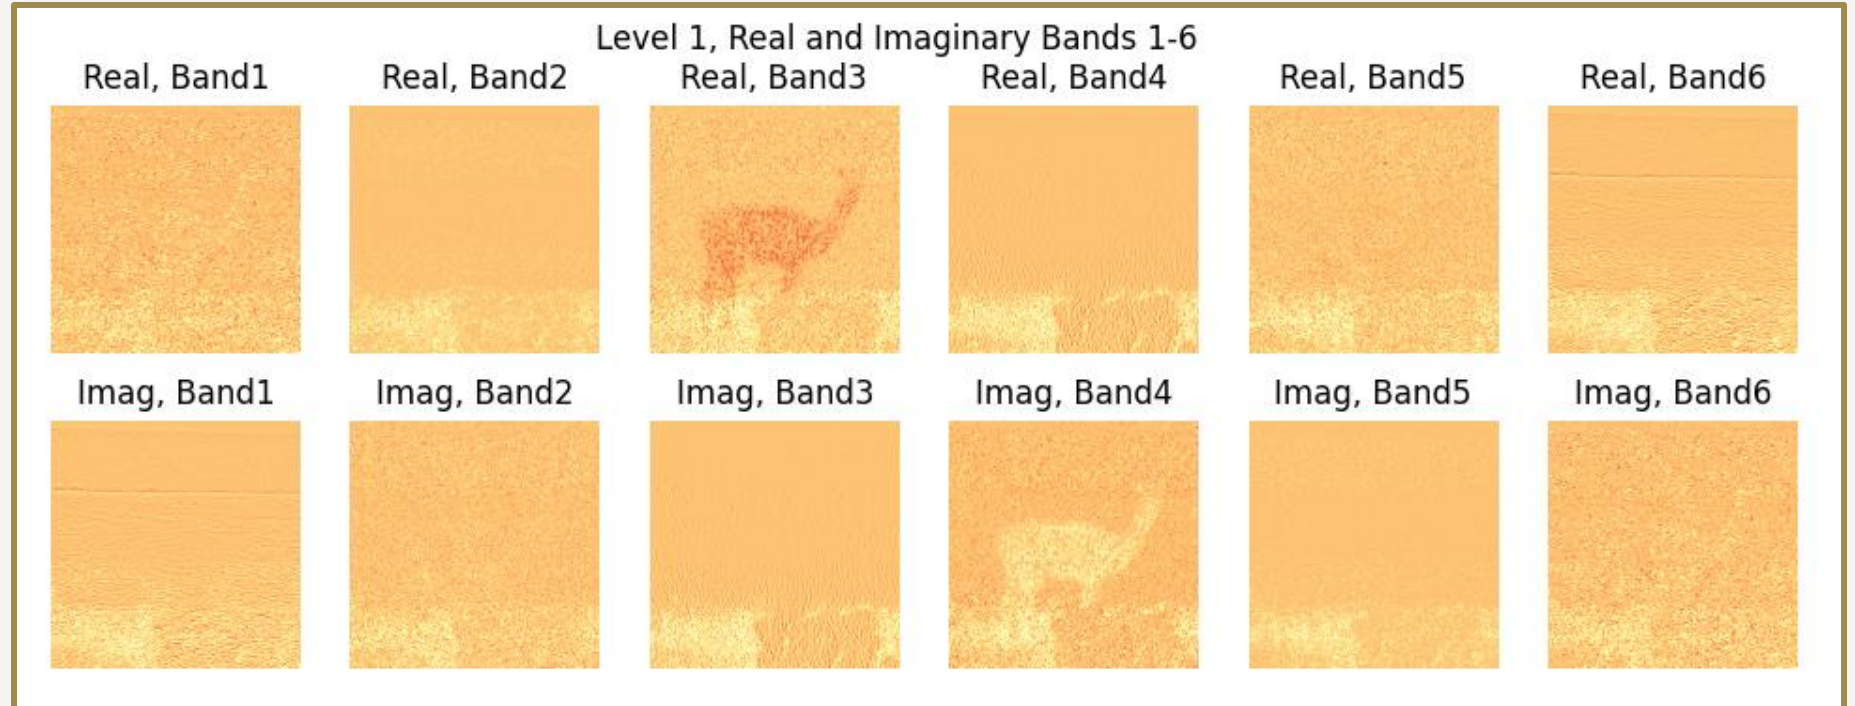 Level 1, Real and Imaginary Bands 1-6
Real, Band1 Real, Band2 Real, Band3 Real, Band4 Real, Band5 Real, Band6
Imag, Band1 Imag, Band2 Imag, Band3 Imag, Band4 Imag, Band5 Imag, Band6